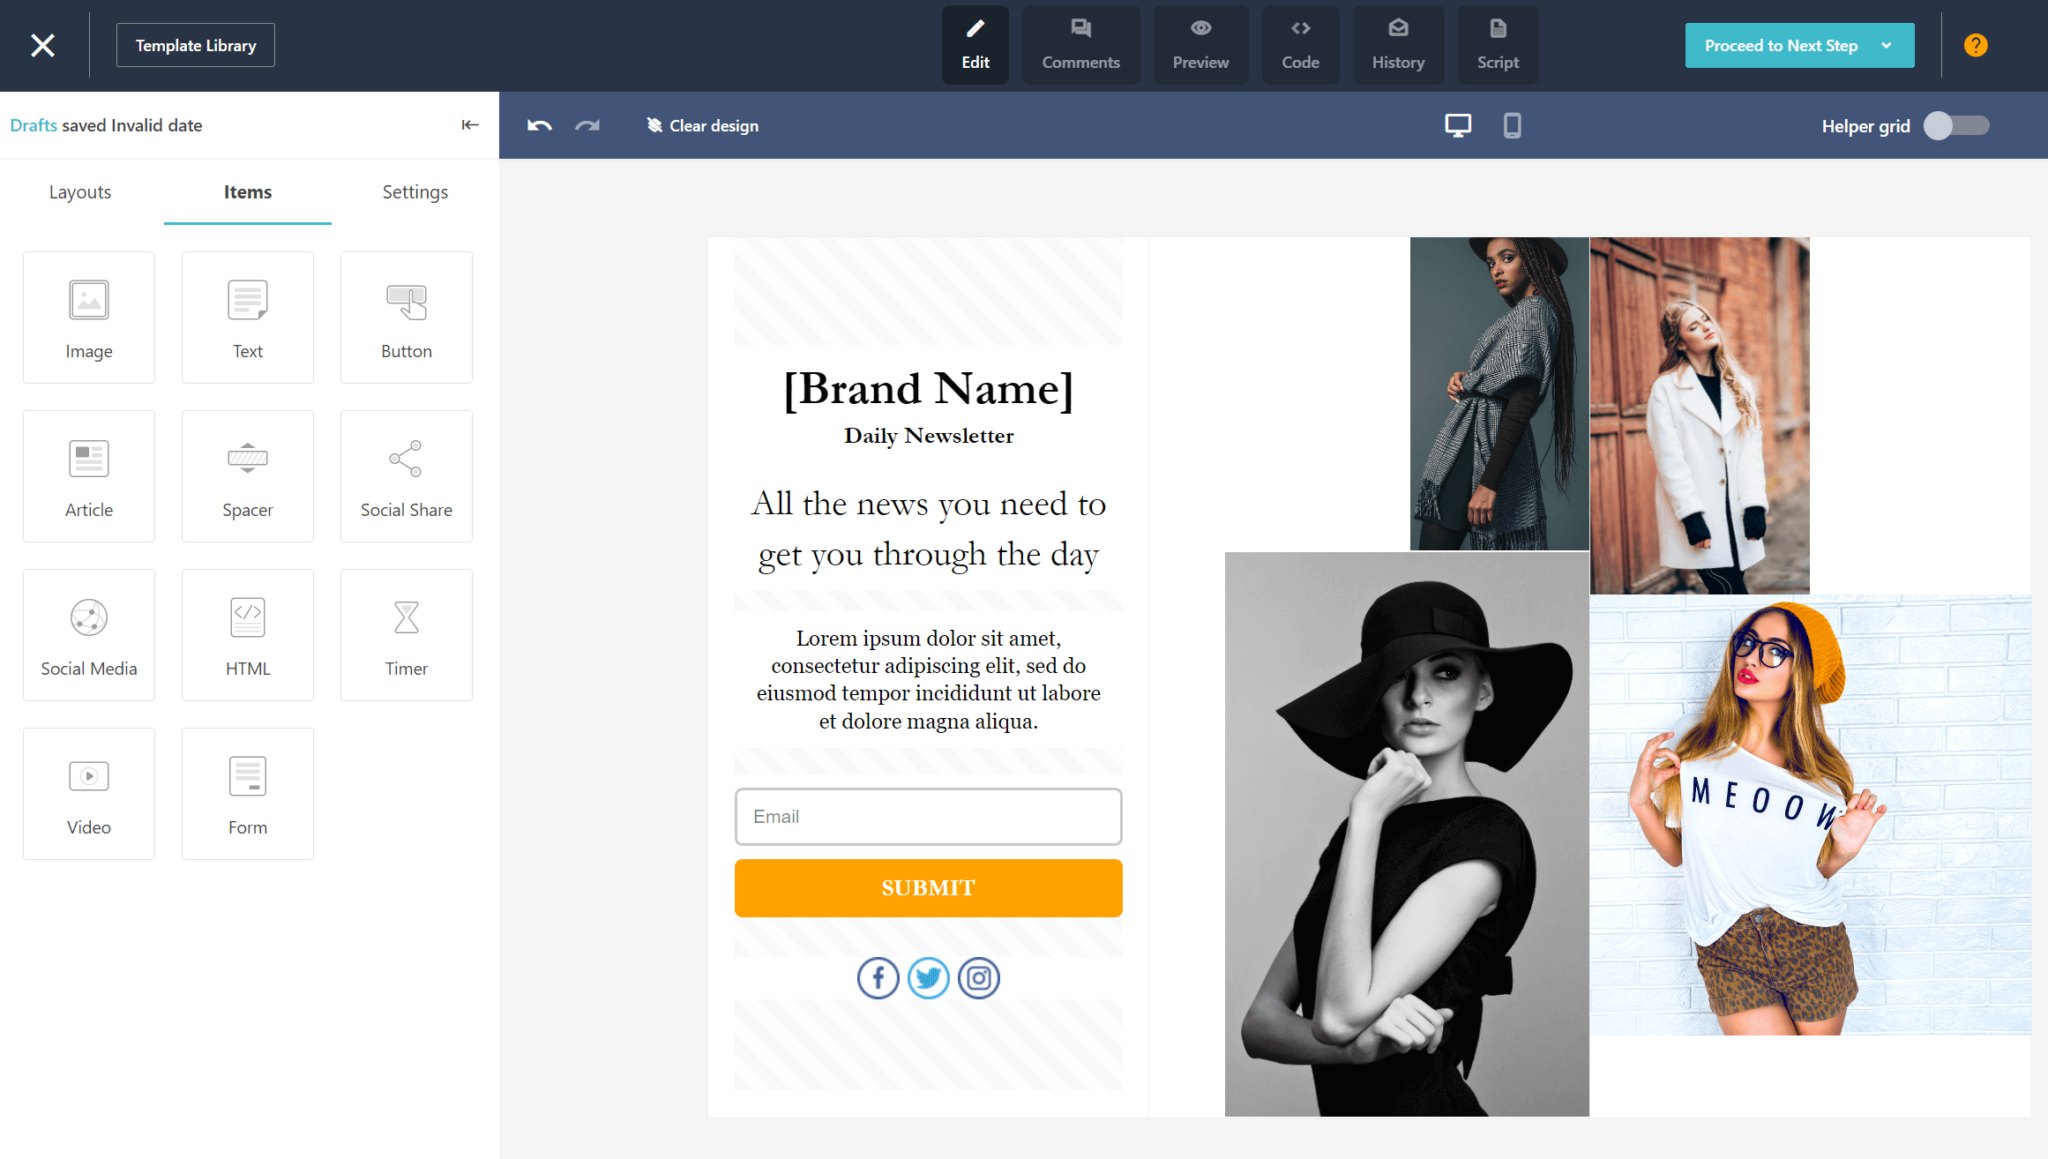 Template Library
Edit
Comments
Preview
Code
History
Script
Proceed to Next Step
?
Drafts saved Invalid date
Clear design
Helper grid
Layouts
Items
Settings
Image
Text
Button
Article
Spacer
Social Share
Social Media
HTML
Timer
Video
Form
[Brand Name]
Daily Newsletter
All the news you need to
get you through the day
Lorem ipsum dolor sit amet,
consectetur adipiscing elit, sed do
eiusmod tempor incididunt ut labore
et dolore magna aliqua.
Email
SUBMIT
MEOOW